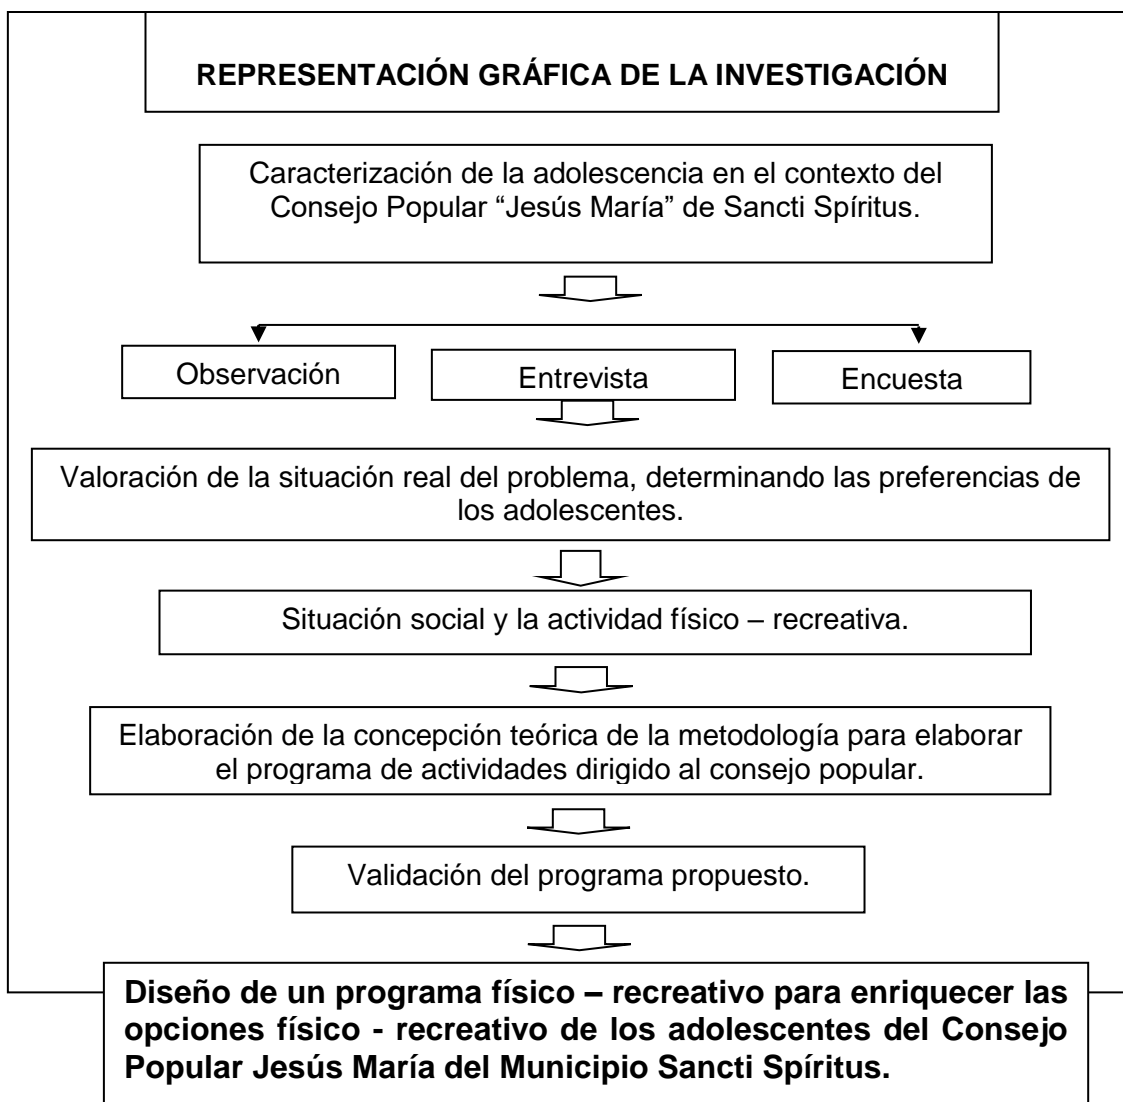 REPRESENTACIÓN GRÁFICA DE LA INVESTIGACIÓN
Caracterización de la adolescencia en el contexto del
Consejo Popular “Jesús María” de Sancti Spíritus.
Observación
Entrevista
Encuesta
Valoración de la situación real del problema, determinando las preferencias de
los adolescentes.
Situación social y la actividad físico – recreativa.
Elaboración de la concepción teórica de la metodología para elaborar
el programa de actividades dirigido al consejo popular.
Validación del programa propuesto.
Diseño de un programa físico – recreativo para enriquecer las
opciones físico - recreativo de los adolescentes del Consejo
Popular Jesús María del Municipio Sancti Spíritus.